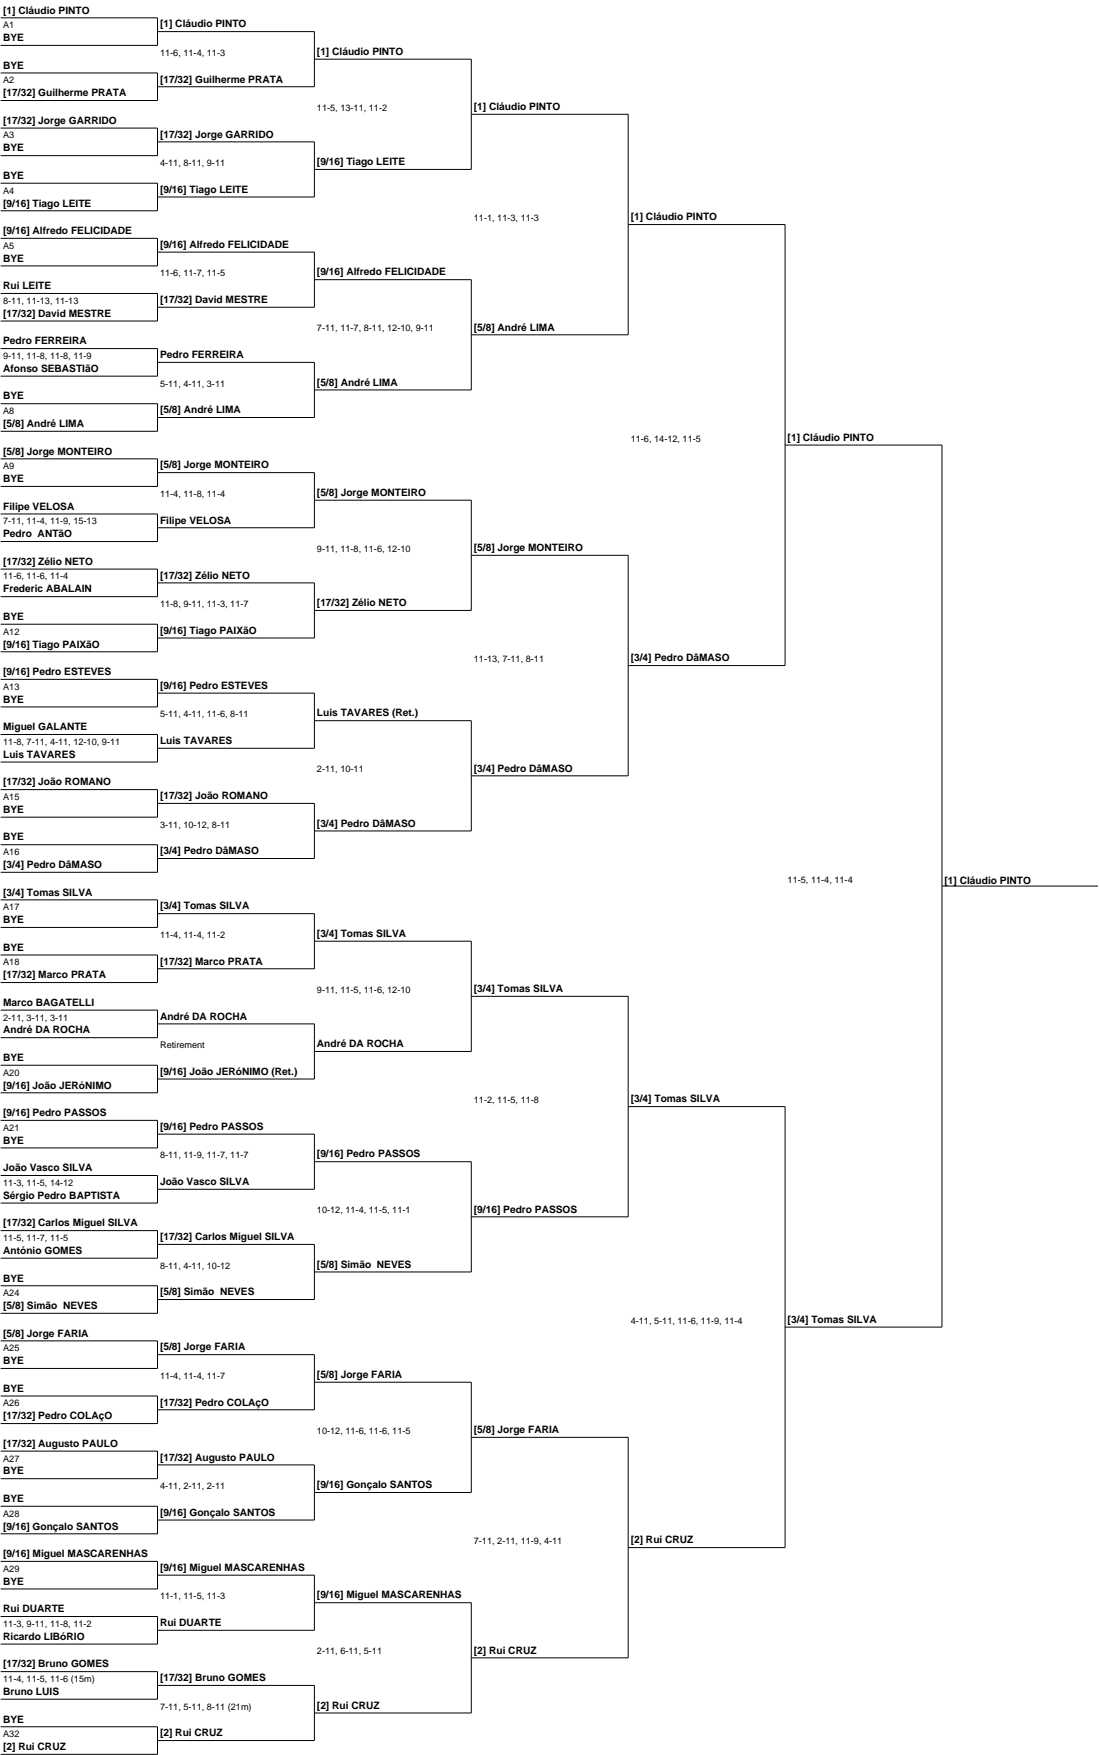 [1] Cláudio PINTO
A1
BYE
BYE
A2
[17/32] Guilherme PRATA
[17/32] Jorge GARRIDO
A3
BYE
BYE
A4
[9/16] Tiago LEITE
[9/16] Alfredo FELICIDADE
A5
BYE
Rui LEITE
8-11, 11-13, 11-13
[17/32] David MESTRE
Pedro FERREIRA
9-11, 11-8, 11-8, 11-9
Afonso SEBASTIãO
BYE
A8
[5/8] André LIMA
[5/8] Jorge MONTEIRO
A9
BYE
Filipe VELOSA
7-11, 11-4, 11-9, 15-13
Pedro  ANTãO
[17/32] Zélio NETO
11-6, 11-6, 11-4
Frederic ABALAIN
BYE
A12
[9/16] Tiago PAIXãO
[9/16] Pedro ESTEVES
A13
BYE
Miguel GALANTE
11-8, 7-11, 4-11, 12-10, 9-11
Luis TAVARES
[17/32] João ROMANO
A15
BYE
BYE
A16
[3/4] Pedro DâMASO
[3/4] Tomas SILVA
A17
BYE
BYE
A18
[17/32] Marco PRATA
Marco BAGATELLI
2-11, 3-11, 3-11
André DA ROCHA
BYE
A20
[9/16] João JERóNIMO
[9/16] Pedro PASSOS
A21
BYE
João Vasco SILVA
11-3, 11-5, 14-12
Sérgio Pedro BAPTISTA
[17/32] Carlos Miguel SILVA
11-5, 11-7, 11-5
António GOMES
BYE
A24
[5/8] Simão  NEVES
[5/8] Jorge FARIA
A25
BYE
BYE
A26
[17/32] Pedro COLAçO
[17/32] Augusto PAULO
A27
BYE
BYE
A28
[9/16] Gonçalo SANTOS
[9/16] Miguel MASCARENHAS
A29
BYE
Rui DUARTE
11-3, 9-11, 11-8, 11-2
Ricardo LIBóRIO
[17/32] Bruno GOMES
11-4, 11-5, 11-6 (15m)
Bruno LUIS
BYE
A32
[2] Rui CRUZ
[1] Cláudio PINTO
11-6, 11-4, 11-3
[17/32] Guilherme PRATA
[17/32] Jorge GARRIDO
4-11, 8-11, 9-11
[9/16] Tiago LEITE
[9/16] Alfredo FELICIDADE
11-6, 11-7, 11-5
[17/32] David MESTRE
Pedro FERREIRA
5-11, 4-11, 3-11
[5/8] André LIMA
[5/8] Jorge MONTEIRO
11-4, 11-8, 11-4
Filipe VELOSA
[17/32] Zélio NETO
11-8, 9-11, 11-3, 11-7
[9/16] Tiago PAIXãO
[9/16] Pedro ESTEVES
5-11, 4-11, 11-6, 8-11
Luis TAVARES
[17/32] João ROMANO
3-11, 10-12, 8-11
[3/4] Pedro DâMASO
[3/4] Tomas SILVA
11-4, 11-4, 11-2
[17/32] Marco PRATA
André DA ROCHA
Retirement
[9/16] João JERóNIMO (Ret.)
[9/16] Pedro PASSOS
8-11, 11-9, 11-7, 11-7
João Vasco SILVA
[17/32] Carlos Miguel SILVA
8-11, 4-11, 10-12
[5/8] Simão  NEVES
[5/8] Jorge FARIA
11-4, 11-4, 11-7
[17/32] Pedro COLAçO
[17/32] Augusto PAULO
4-11, 2-11, 2-11
[9/16] Gonçalo SANTOS
[9/16] Miguel MASCARENHAS
11-1, 11-5, 11-3
Rui DUARTE
[17/32] Bruno GOMES
7-11, 5-11, 8-11 (21m)
[2] Rui CRUZ
[1] Cláudio PINTO
11-5, 13-11, 11-2
[9/16] Tiago LEITE
[9/16] Alfredo FELICIDADE
7-11, 11-7, 8-11, 12-10, 9-11
[5/8] André LIMA
[5/8] Jorge MONTEIRO
9-11, 11-8, 11-6, 12-10
[17/32] Zélio NETO
Luis TAVARES (Ret.)
2-11, 10-11
[3/4] Pedro DâMASO
[3/4] Tomas SILVA
9-11, 11-5, 11-6, 12-10
André DA ROCHA
[9/16] Pedro PASSOS
10-12, 11-4, 11-5, 11-1
[5/8] Simão  NEVES
[5/8] Jorge FARIA
10-12, 11-6, 11-6, 11-5
[9/16] Gonçalo SANTOS
[9/16] Miguel MASCARENHAS
2-11, 6-11, 5-11
[2] Rui CRUZ
[1] Cláudio PINTO
11-1, 11-3, 11-3
[5/8] André LIMA
[5/8] Jorge MONTEIRO
11-13, 7-11, 8-11
[3/4] Pedro DâMASO
[3/4] Tomas SILVA
11-2, 11-5, 11-8
[9/16] Pedro PASSOS
[5/8] Jorge FARIA
7-11, 2-11, 11-9, 4-11
[2] Rui CRUZ
[1] Cláudio PINTO
11-6, 14-12, 11-5
[3/4] Pedro DâMASO
[3/4] Tomas SILVA
4-11, 5-11, 11-6, 11-9, 11-4
[2] Rui CRUZ
[1] Cláudio PINTO
11-5, 11-4, 11-4
[3/4] Tomas SILVA
[1] Cláudio PINTO